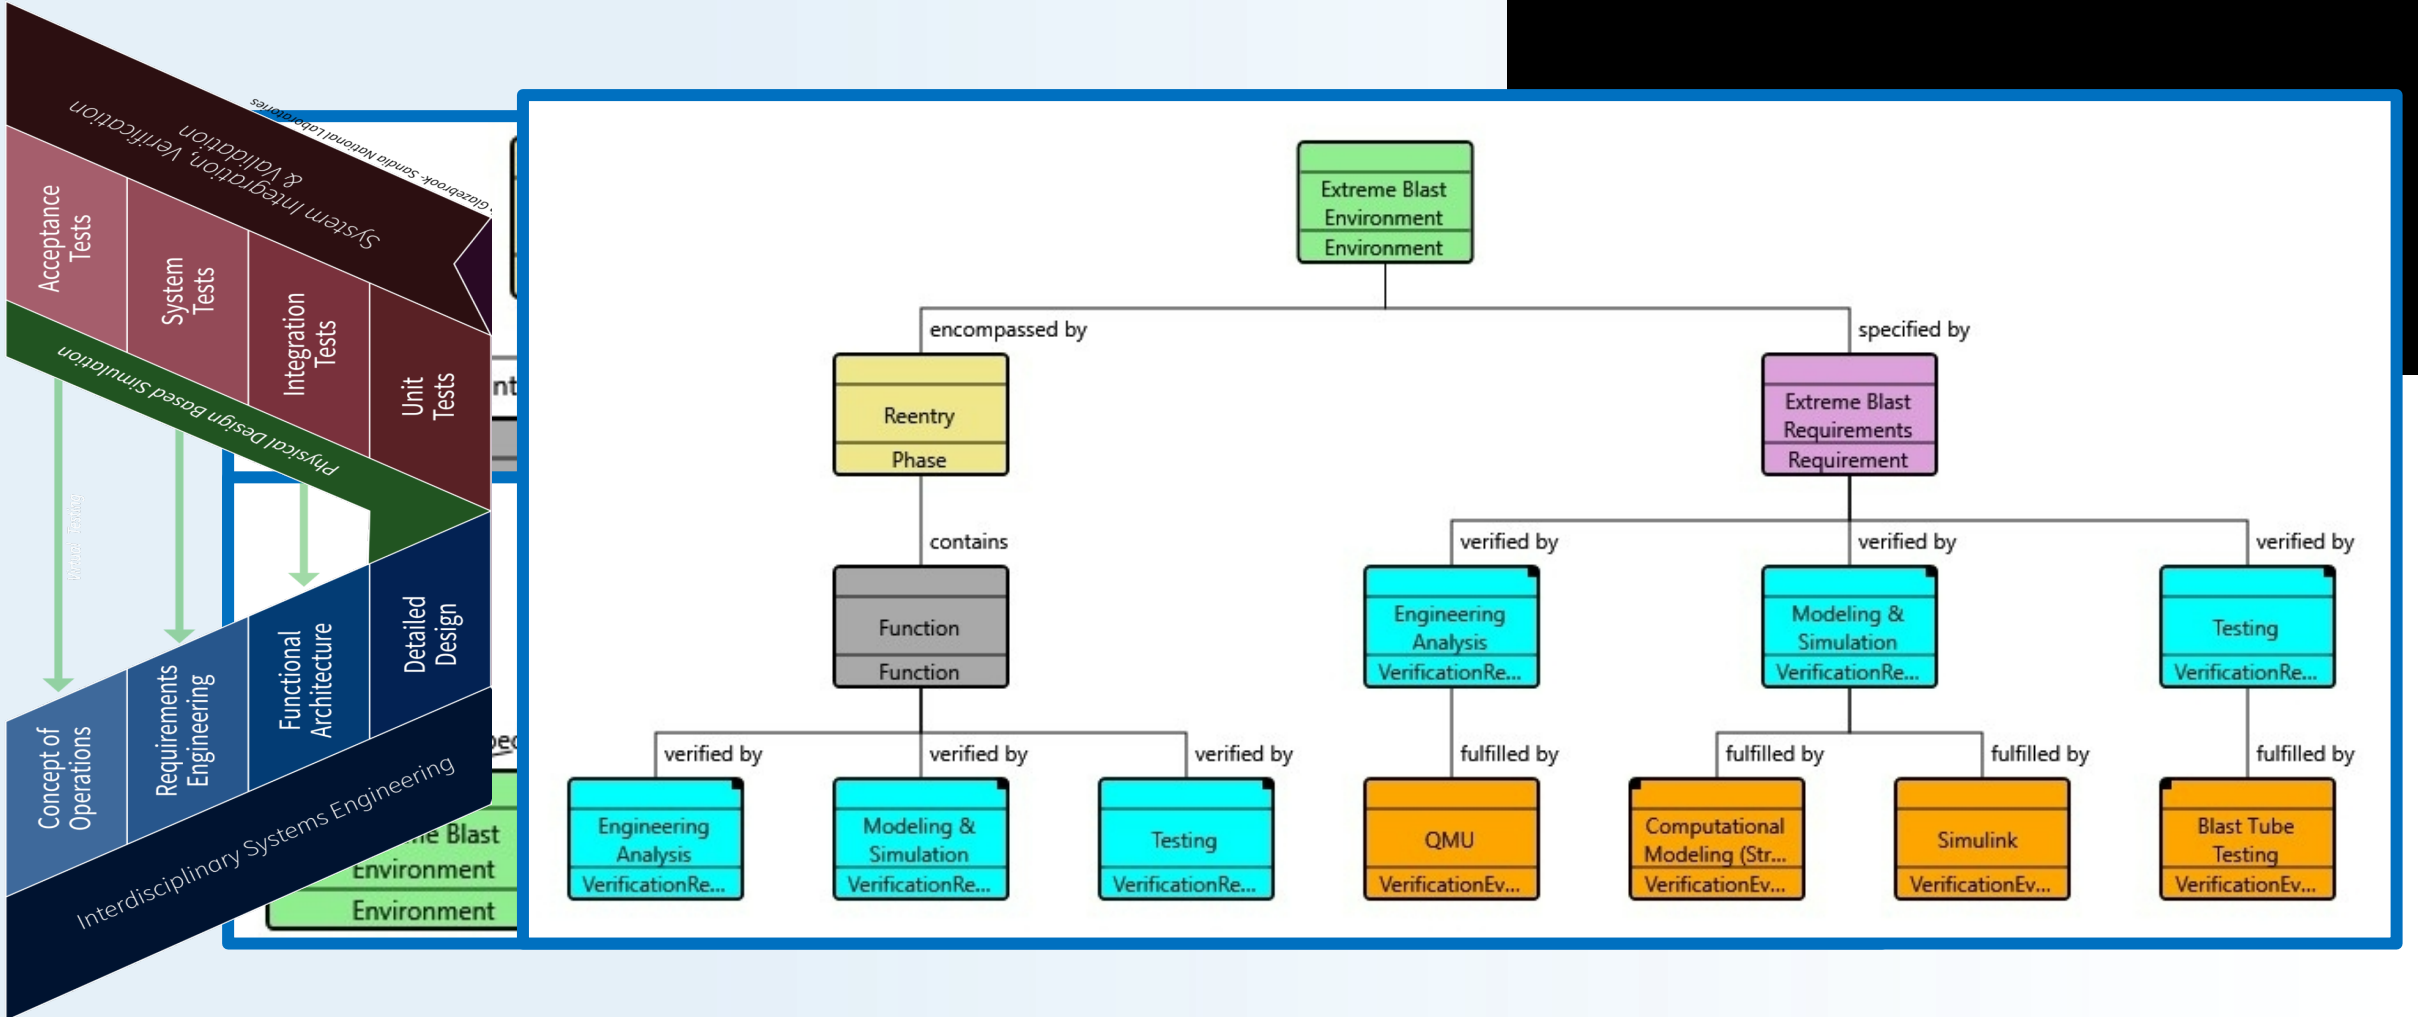 Glazebrook- Sandia National Laboratories
System Integration, Verification
& Validation
Acceptance
Tests
System
Tests
Integration
Tests
Unit
Tests
Physical Design Based Simulation
Concept of
Operations
Requirements
Engineering
Functional
Architecture
Detailed
Design
Interdisciplinary Systems Engineering
Blast
Environment
Environment
Extreme Blast
Environment
Environment
encompassed by
specified by
Reentry
Phase
Extreme Blast
Requirements
Requirement
contains
verified by
verified by
verified by
Function
Function
Engineering
Analysis
VerificationRe...
Modeling &
Simulation
VerificationRe...
Testing
VerificationRe...
verified by
verified by
verified by
fulfilled by
fulfilled by
fulfilled by
fulfilled by
Engineering
Analysis
VerificationRe...
Modeling &
Simulation
VerificationRe...
Testing
VerificationRe...
QMU
VerificationEv...
Computational
Modeling (Str...
VerificationEv...
Simulink
VerificationEv...
Blast Tube
Testing
VerificationEv...